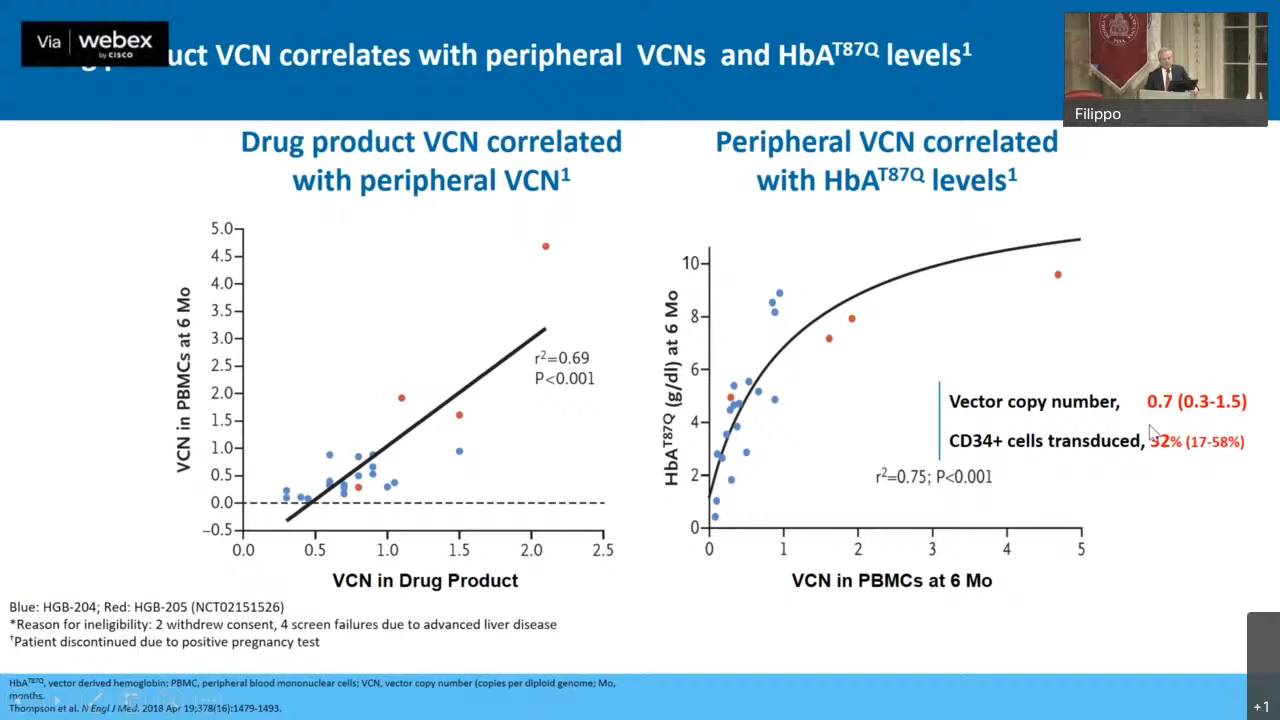 Via webex
by CISCO
uct VCN correlates with peripheral VCNs and HbAT87Q levels1
Filippo
Drug product VCN correlated
with peripheral VCN1
Peripheral VCN correlated
with HbAT87Q levels1
VCN in PBMCs at 6 Mo
5.0
4.5
4.0
3.5
3.0
2.5
2.0
1.5
1.0
0.5
0.0
−0.5
r2=0.69
P<0.001
0.0 0.5 1.0 1.5 2.0 2.5
VCN in Drug Product
HbAT87Q (g/dl) at 6 Mo
10
8
6
4
2
0
Vector copy number, 0.7 (0.3-1.5)
CD34+ cells transduced, 32% (17-58%)
r2=0.75; P<0.001
0 1 2 3 4 5
VCN in PBMCs at 6 Mo
Blue: HGB-204; Red: HGB-205 (NCT02151526)
*Reason for ineligibility: 2 withdrew consent, 4 screen failures due to advanced liver disease
†Patient discontinued due to positive pregnancy test
HbAT87Q, vector derived hemoglobin; PBMC, peripheral blood mononuclear cells; VCN, vector copy number (copies per diploid genome; Mo,
months.
Thompson et al. N Engl J Med. 2018 Apr 19;378(16):1479-1493.
+1